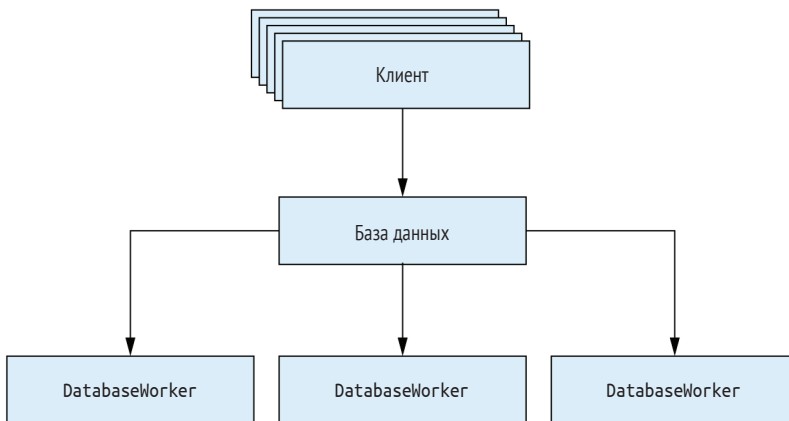 Клиент
База данных
DatabaseWorker
DatabaseWorker
DatabaseWorker